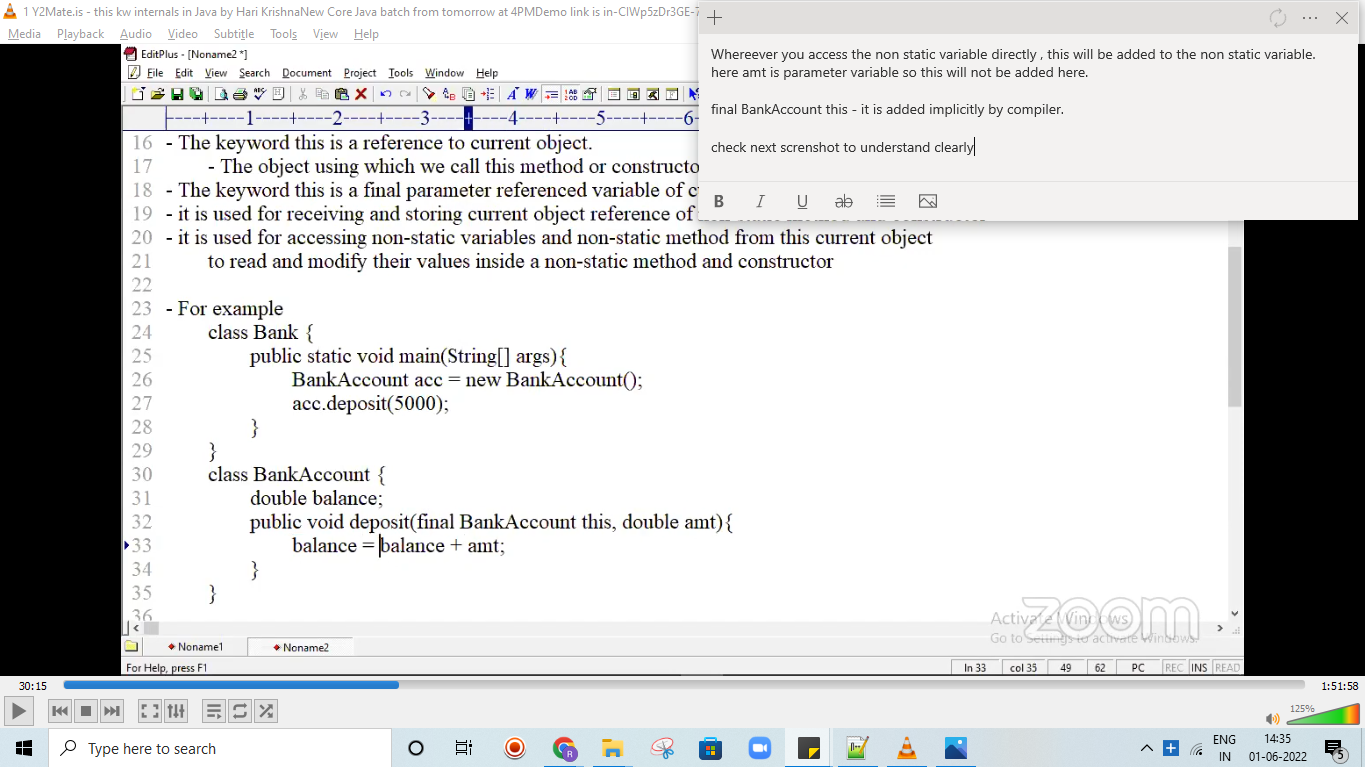 1 Y2Mate.is - this kw internals in Java by Hari KrishnaNew Core Java batch from tomorrow at 4PMDemo link is in-CIWp5zDr3GE-7
Media Playback Audio Video Subtitle Tools View Help
Whereever you access the non static variable directly , this will be added to the non static variable.
here amt is parameter variable so this will not be added here.
final BankAccount this - it is added implicitly by compiler.
check next screnshot to understand clearly
B I U ab
EditPlus - [Noname2 *]
File Edit View Search Document Project Tools Window Help
----+----1----+----2----+----3----+----4----+----5----+----6
16 - The keyword this is a reference to current object.
17 - The object using which we call this method or constructo
18 - The keyword this is a final parameter referenced variable of c
19 - it is used for receiving and storing current object reference of
20 - it is used for accessing non-static variables and non-static method from this current object
21 to read and modify their values inside a non-static method and constructor
22
23 - For example
24 class Bank {
25 public static void main(String[] args){
26 BankAccount acc = new BankAccount();
27 acc.deposit(5000);
28 }
29 }
30 class BankAccount {
31 double balance;
32 public void deposit(final BankAccount this, double amt){
33 balance = balance + amt;
34 }
35 }
36
zoom
Activate Windows
Go to Settings to activate Windows.
Noname1 Noname2
For Help, press F1 ln 33 col 35 49 62 PC REC INS READ
30:15 1:51:58
125%
Type here to search
ENG
IN
14:35
01-06-2022
5